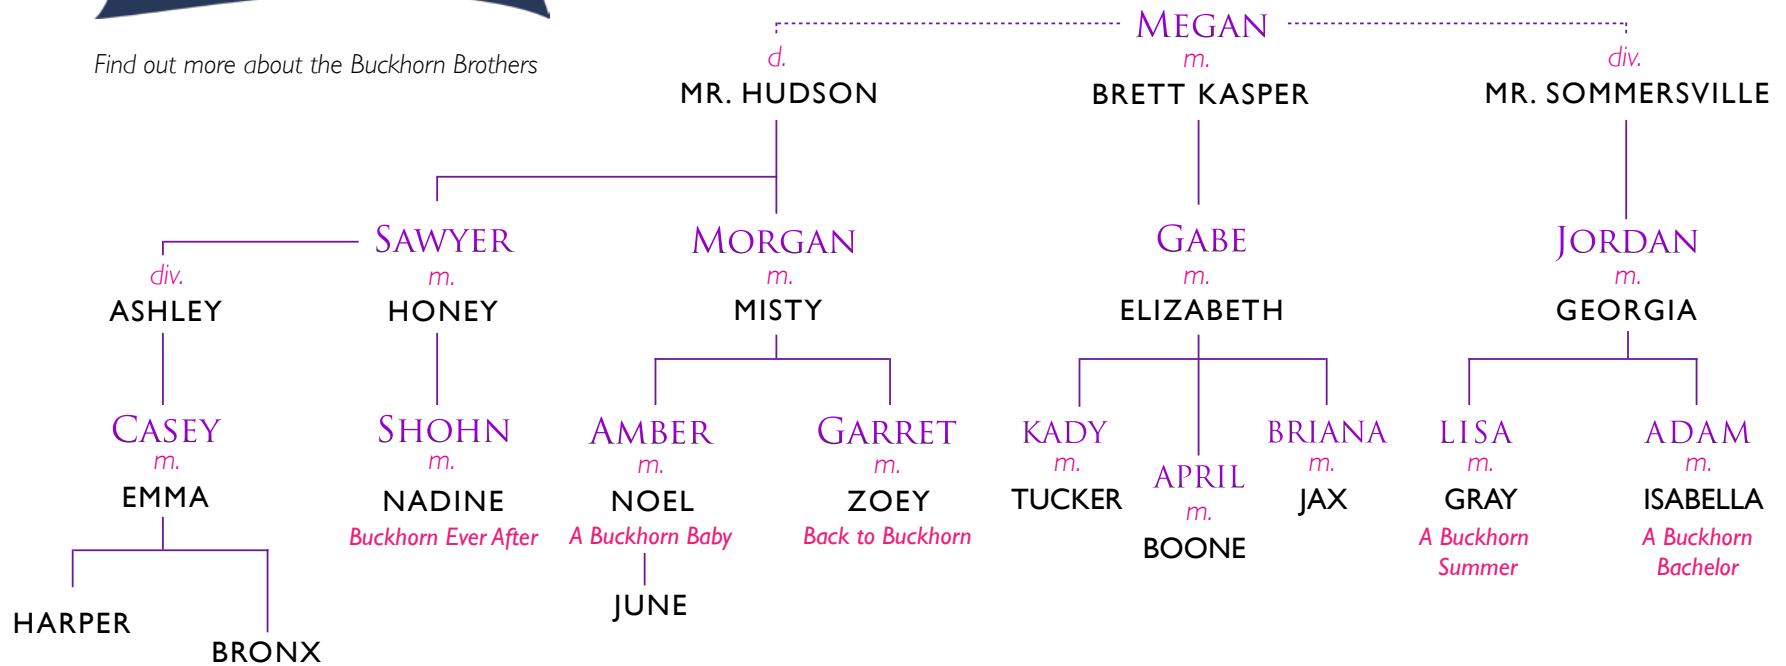 MEGAN
d.
m.
div.
Find out more about the Buckhorn Brothers
MR. HUDSON
BRETT KASPER
MR. SOMMERSVILLE
SAWYER
MORGAN
GABE
JORDAN
div.
m.
m.
m.
m.
ASHLEY
HONEY
MISTY
ELIZABETH
GEORGIA
CASEY
SHOHN
AMBER
GARRET
KADY
BRIANA
LISA
ADAM
m.
m.
m.
m.
m.
m.
m.
m.
APRIL
EMMA
NADINE
NOEL
ZOEY
TUCKER
JAX
GRAY
ISABELLA
m.
Buckhorn Ever After
A Buckhorn Baby
Back to Buckhorn
BOONE
A Buckhorn
Summer
A Buckhorn
Bachelor
JUNE
HARPER
BRONX